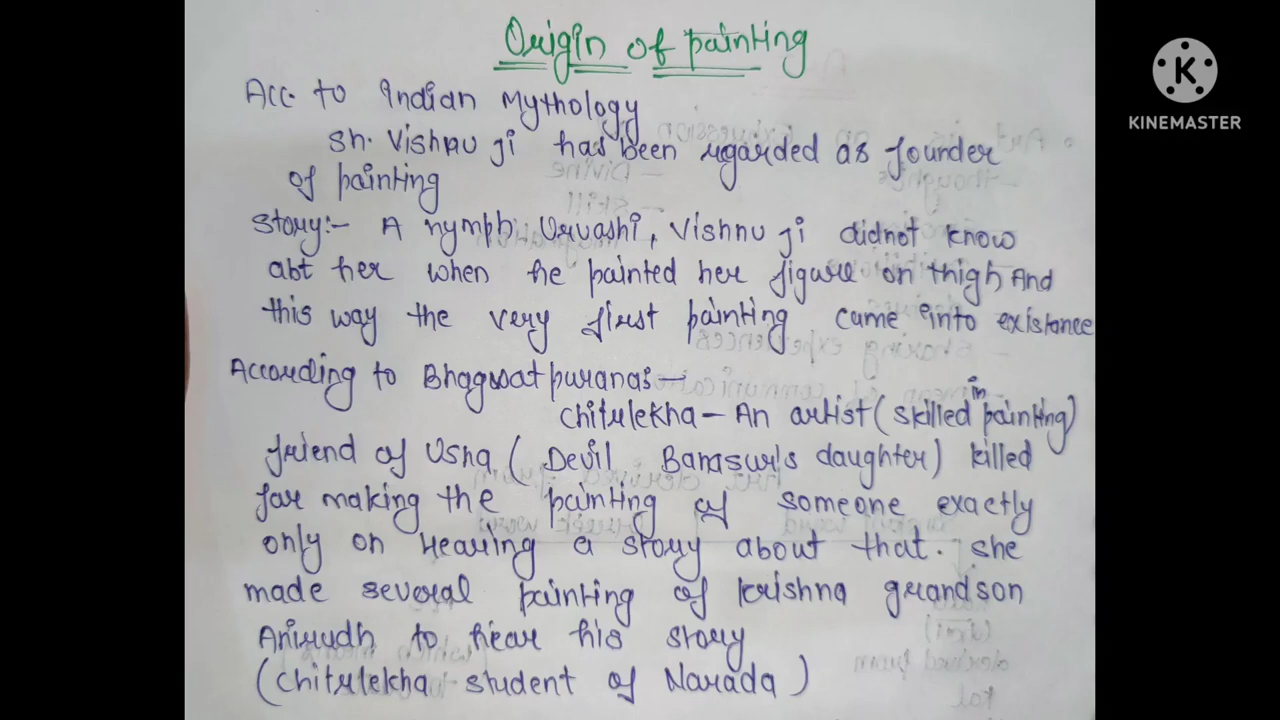 Origin of painting
Acc. to Indian Mythology
Sh. Vishnu ji has been regarded as founder
of painting
Story:- A nymph Urvashi, Vishnu ji didnot know
abt her when he painted her figure on thigh And
this way the very first painting came into existance
According to Bhagwat puranas:-
Chitrlekha - An artist (skilled in painting)
friend of Usha ( Devil Banasur's daughter) killed
for making the painting of someone exactly
only on Hearing a story about that. She
made several painting of Krishna grandson
Anirudh to hear his story
(Chitrlekha student of Narada)
KINEMASTER